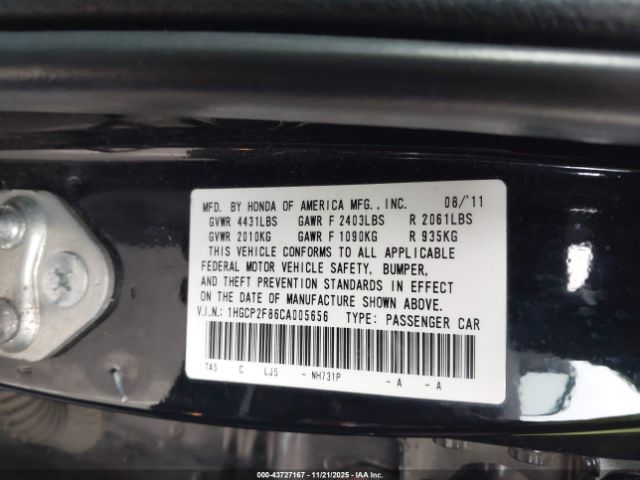 MFD. BY HONDA OF AMERICA MFG., INC. 08/'11
GVWR 4431LBS GAWR F 2403LBS R 2061LBS
GVWR 2010KG GAWR F 1090KG R 935KG
THIS VEHICLE CONFORMS TO ALL APPLICABLE
FEDERAL MOTOR VEHICLE SAFETY, BUMPER,
AND THEFT PREVENTION STANDARDS IN EFFECT
ON THE DATE OF MANUFACTURE SHOWN ABOVE.
V.I.N.: 1HGCP2F86CA005656 TYPE: PASSENGER CAR
TA5 C LJ5 - NH731P - A - A
000-43727167 - 11/21/2025 - IAA Inc.